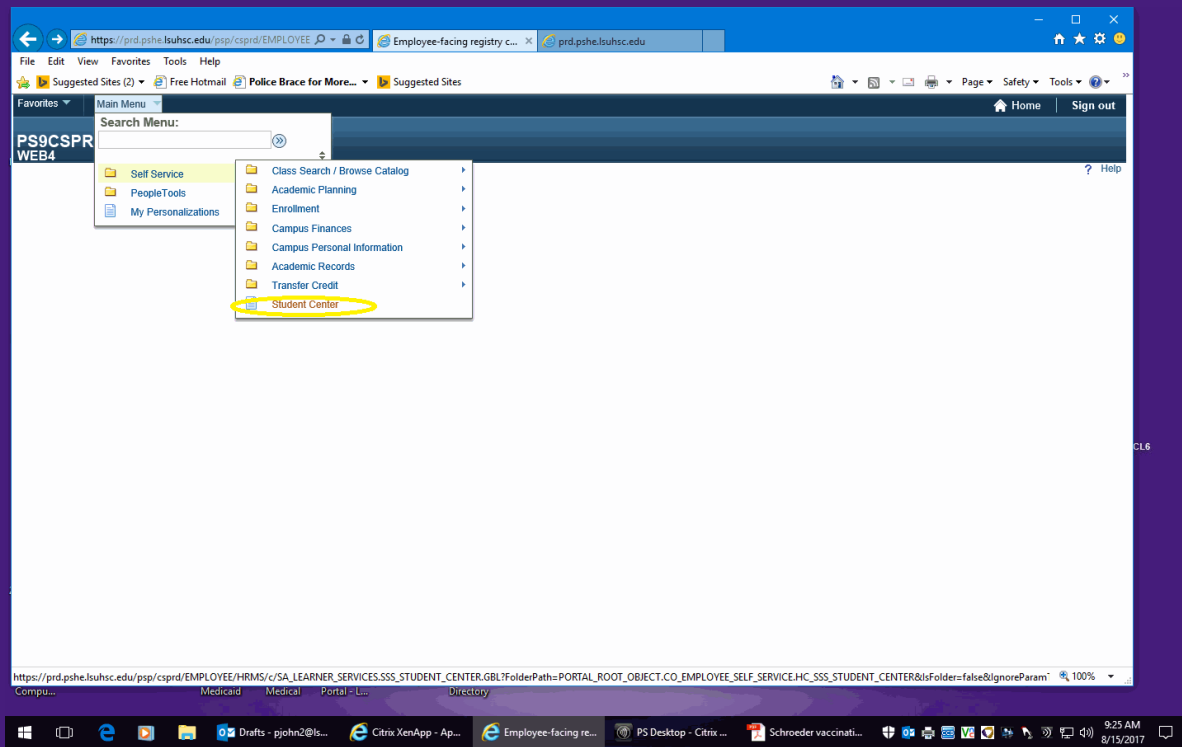 https://prd.pshe.lsuhsc.edu/psp/csprd/EMPLOYEE
Employee-facing registry c...
prd.pshe.lsuhsc.edu
File Edit View Favorites Tools Help
Suggested Sites (2) Free Hotmail Police Brace for More... Suggested Sites
Page Safety Tools
Favorites Main Menu Home Sign out
Search Menu:
PS9CSPR
WEB4
Help
Self Service
PeopleTools
My Personalizations
Class Search / Browse Catalog
Academic Planning
Enrollment
Campus Finances
Campus Personal Information
Academic Records
Transfer Credit
Student Center
CL6
https://prd.pshe.lsuhsc.edu/psp/csprd/EMPLOYEE/HRMS/c/SA_LEARNER_SERVICES.SSS_STUDENT_CENTER.GBL?FolderPath=PORTAL_ROOT_OBJECT.CO_EMPLOYEE_SELF_SERVICE.HC_SSS_STUDENT_CENTER&IsFolder=false&IgnoreParam 100%
Compu... Medicaid Medical Portal - L... Directory
Drafts - pjohn2@ls... Citrix XenApp - Ap... Employee-facing re... PS Desktop - Citrix ... Schroeder vaccinati...
9:25 AM
8/15/2017